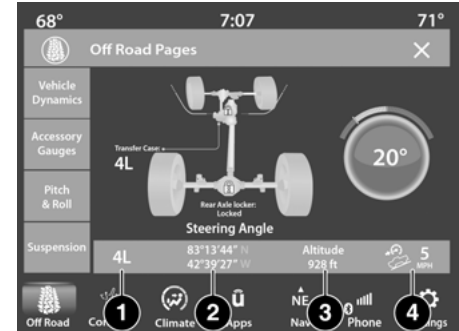 68°
7:07
71°
Off Road Pages
Vehicle
Dynamics
Accessory
Gauges
Pitch
& Roll
Suspension
Transfer Case:
4L
Rear Axle locker:
Locked
Steering Angle
20°
4L
83°13'44" N
42°39'27" W
Altitude
928 ft
5
MPH
Off Road
1
Climate
2
Apps
NE
3
Phone
4